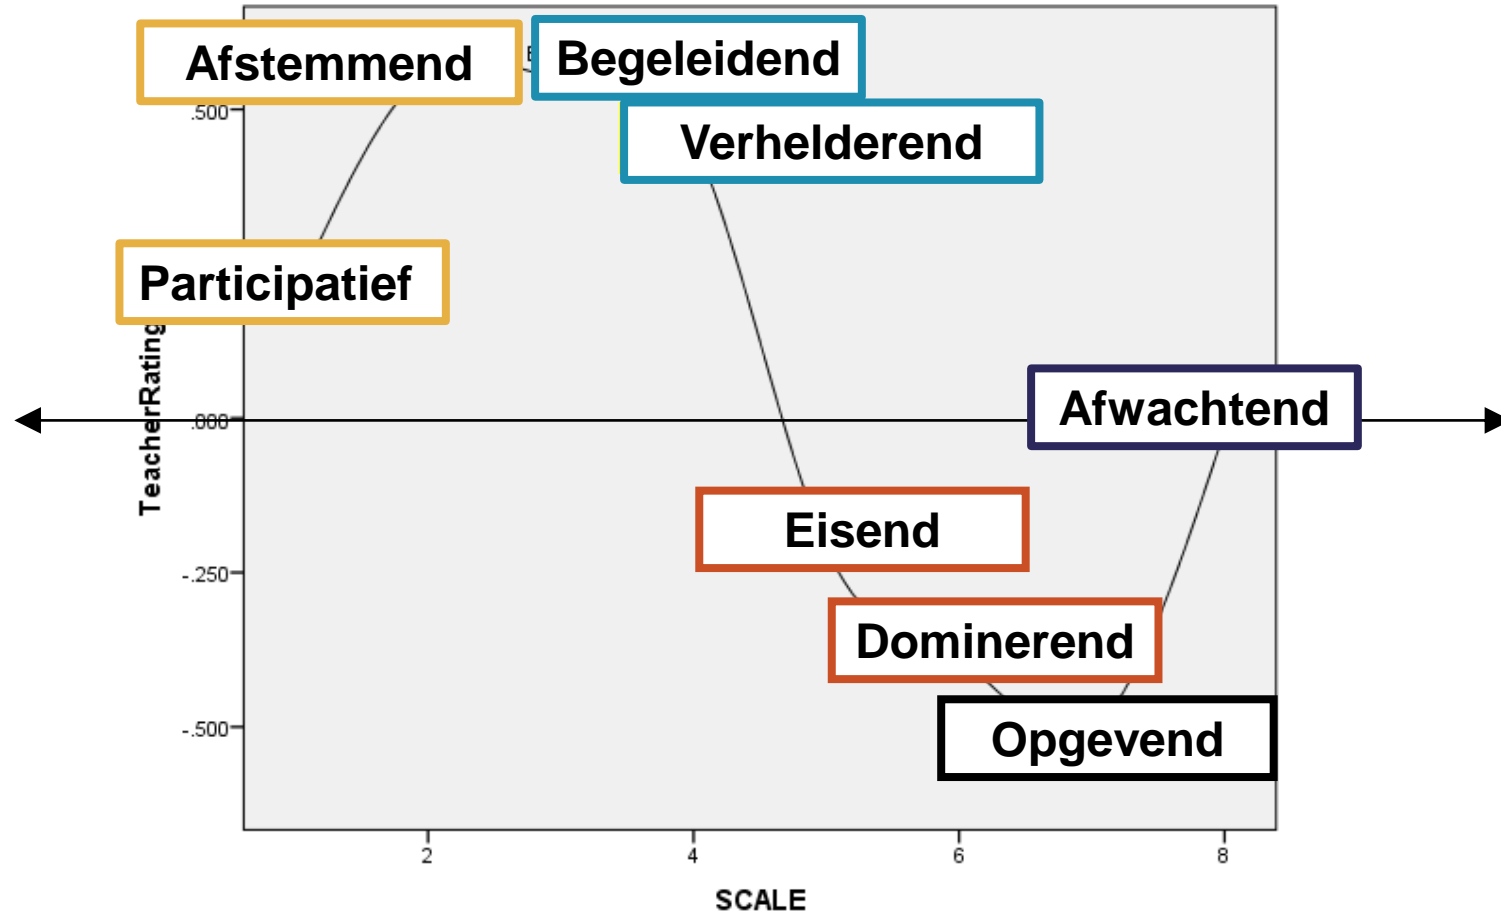 Afstemmend
Begeleidend
.500
Verhelderend
Participatief
TeacherRating
.000
Afwachtend
Eisend
-.250
Dominerend
-.500
Opgevend
2
4
6
8
SCALE